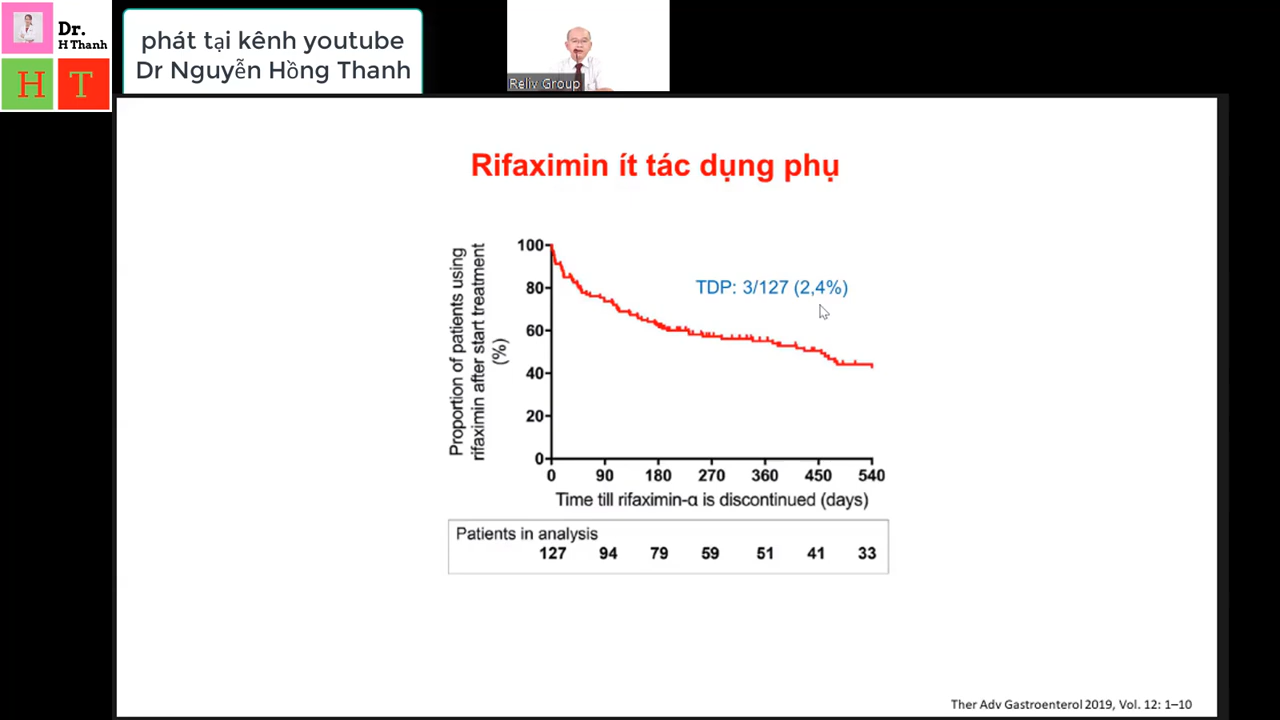 Dr.
H Thanh
H T
phát tại kênh youtube
Dr Nguyễn Hồng Thanh
Reliv Group
Rifaximin ít tác dụng phụ
Proportion of patients using
rifaximin after start treatment
(%)
100
80
60
40
20
0
TDP: 3/127 (2,4%)
0 90 180 270 360 450 540
Time till rifaximin-α is discontinued (days)
Patients in analysis
127 94 79 59 51 41 33
Ther Adv Gastroenterol 2019, Vol. 12: 1–10